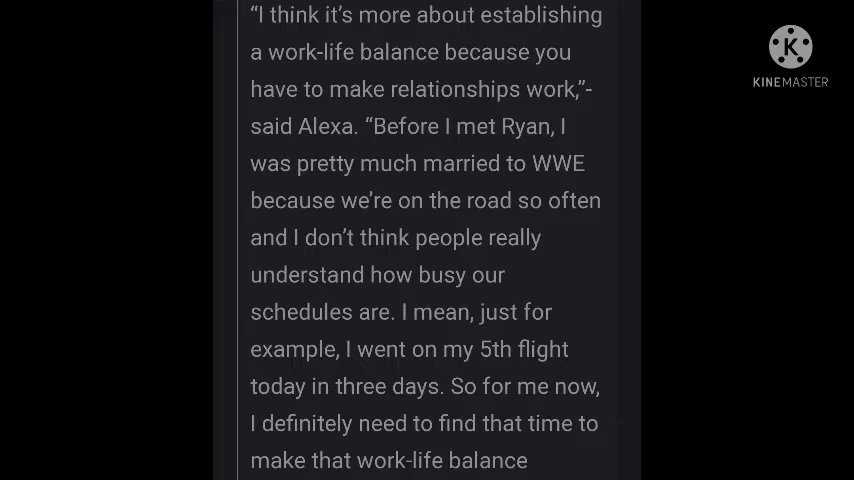 “I think it’s more about establishing
a work-life balance because you
have to make relationships work,”-
said Alexa. “Before I met Ryan, I
was pretty much married to WWE
because we’re on the road so often
and I don’t think people really
understand how busy our
schedules are. I mean, just for
example, I went on my 5th flight
today in three days. So for me now,
I definitely need to find that time to
make that work-life balance
K
KINEMASTER